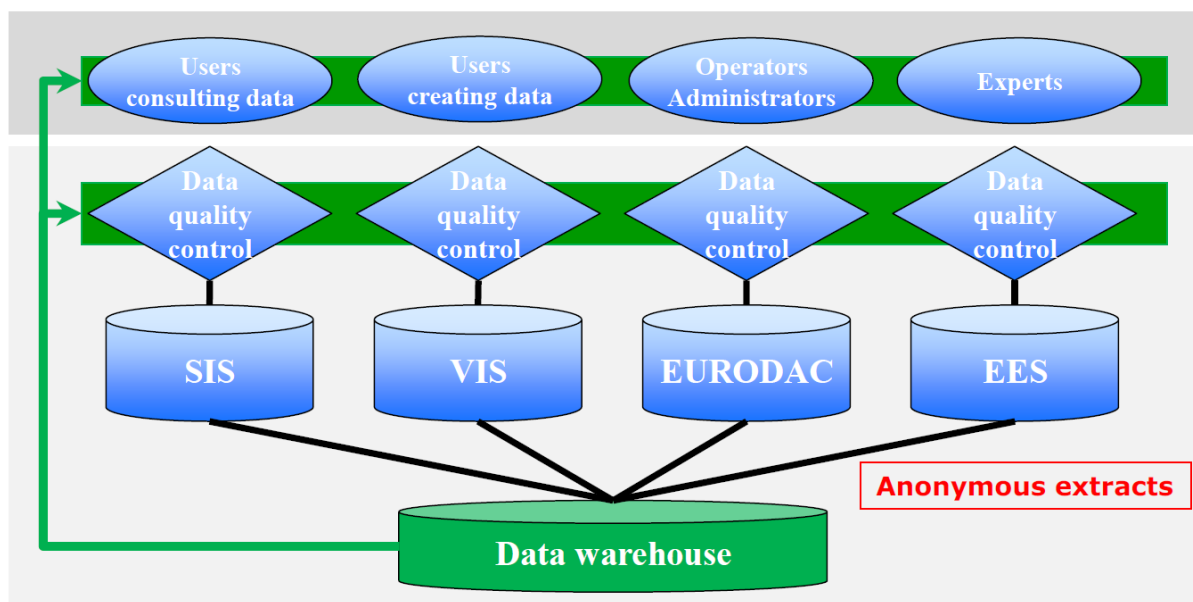 Users
consulting data
Users
creating data
Operators
Administrators
Experts
Data
quality
control
Data
quality
control
Data
quality
control
Data
quality
control
SIS
VIS
EURODAC
EES
Anonymous extracts
Data warehouse